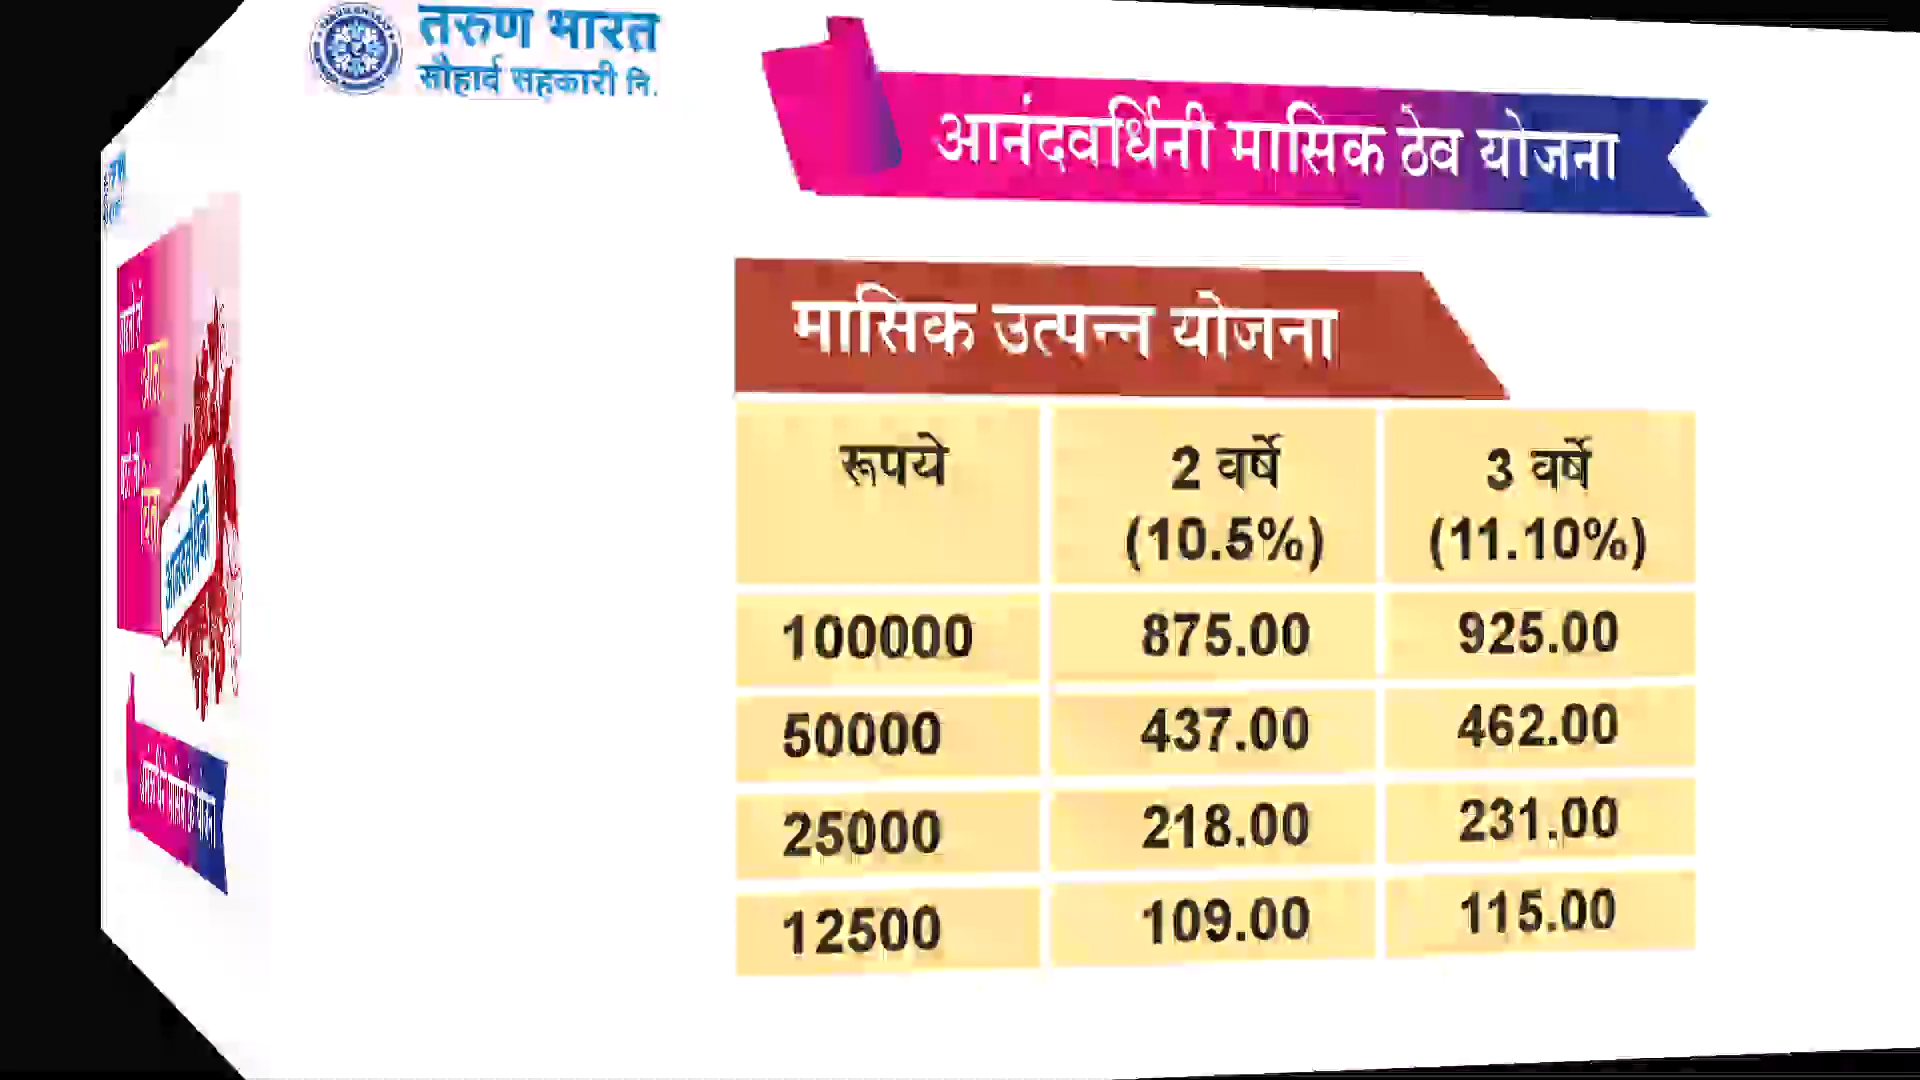 तरुण भारत
सौहार्द सहकारी नि.
आनंदवर्धिनी मासिक ठेव योजना
मासिक उत्पन्न योजना
रूपये 2 वर्षे 3 वर्षे
(10.5%) (11.10%)
100000 875.00 925.00
50000 437.00 462.00
25000 218.00 231.00
12500 109.00 115.00
आनंदवर्धिनी